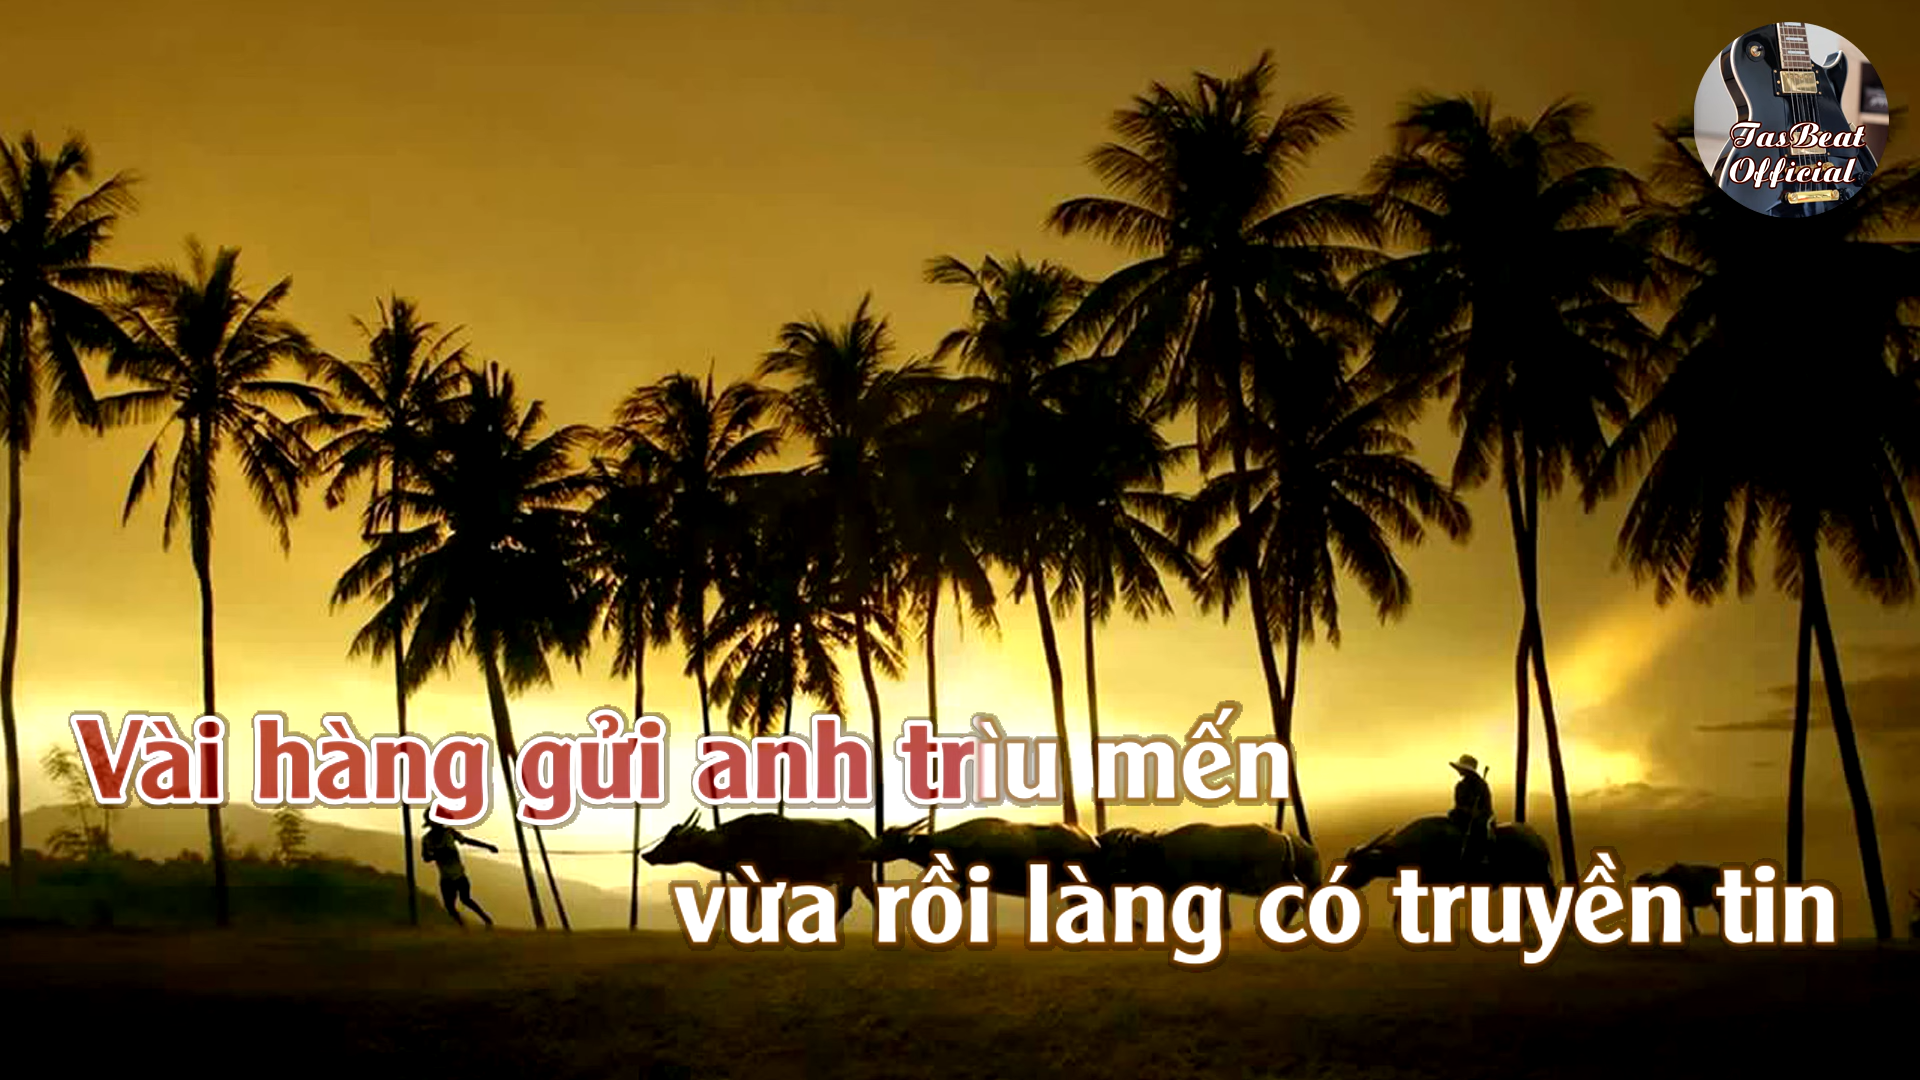 TasBeat
Official
Vài hàng gửi anh trìu mến
vừa rồi làng có truyền tin